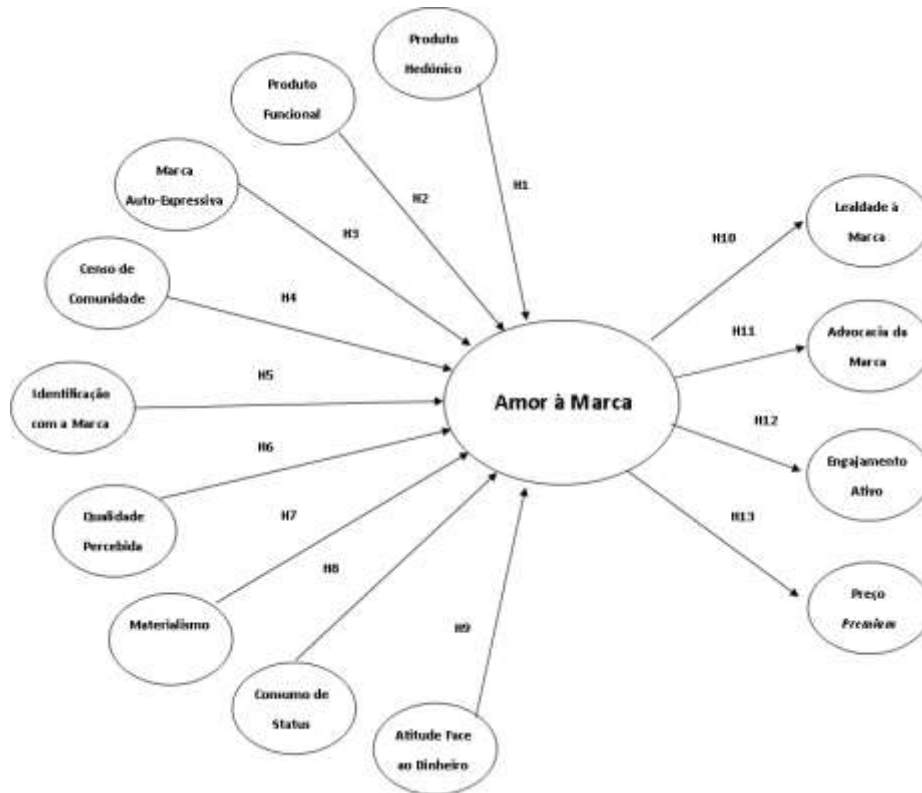 Produto
Hedónico
Produto
Funcional
Marca
Auto-Expressiva
Censo de
Comunidade
Identificação
com a Marca
Qualidade
Percebida
Materialismo
Consumo de
Status
Atitude Face
ao Dinheiro
H1
H2
H3
H4
H5
H6
H7
H8
H9
Amor à Marca
H10
H11
H12
H13
Lealdade à
Marca
Advocacia da
Marca
Engajamento
Ativo
Preço
Premium